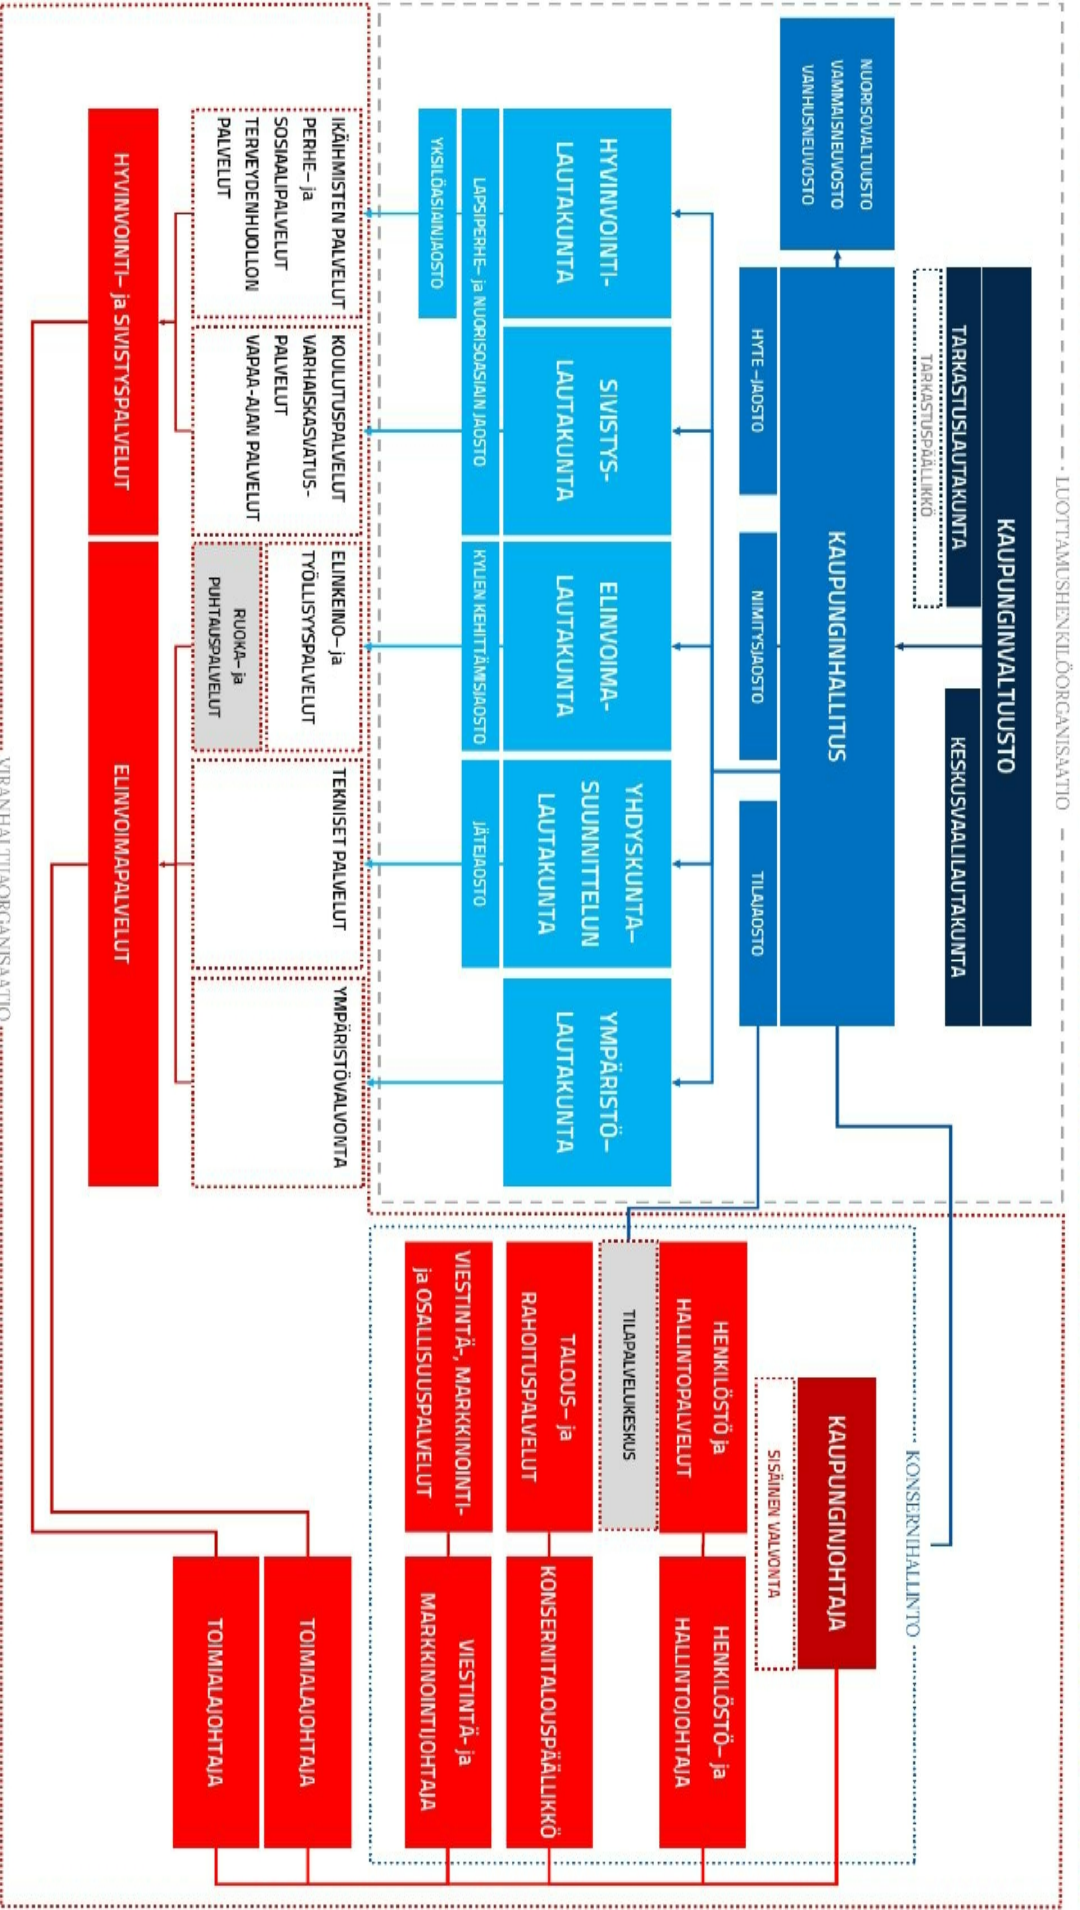 LUOTTAMUSHENKILÖORGANISAATIO
KAUPUNGINVALTUUSTO
TARKASTUSLAUTAKUNTA
TARKASTUSPÄÄLLIKKÖ
KESKUSVAALILAUTAKUNTA
NUORISOVALTUUSTO
VAMMAISNEUVOSTO
VANHUSNEUVOSTO
KAUPUNGINHALLITUS
HYTE –JAOSTO
NIMITYSJAOSTO
TILAJAOSTO
HYVINVOINTI-
LAUTAKUNTA
SIVISTYS-
LAUTAKUNTA
ELINVOIMA-
LAUTAKUNTA
YHDYSKUNTA–
SUUNNITTELUN
LAUTAKUNTA
YMPÄRISTÖ–
LAUTAKUNTA
LAPSIPERHE– ja NUORISOASIAIN JAOSTO
YKSILÖASIAINJAOSTO
KYLIEN KEHITTÄMISJAOSTO
JÄTEJAOSTO
IKÄIHMISTEN PALVELUT
PERHE– ja
SOSIAALIPALVELUT
TERVEYDENHUOLLON
PALVELUT
KOULUTUSPALVELUT
VARHAISKASVATUS-
PALVELUT
VAPAA-AJAN PALVELUT
ELINKEINO– ja
TYÖLLISYYSPALVELUT
RUOKA– ja
PUHTAUSPALVELUT
TEKNISET PALVELUT
YMPÄRISTÖVALVONTA
HYVINVOINTI– ja SIVISTYSPALVELUT
ELINVOIMAPALVELUT
VIRANHALTIJAORGANISAATIO
KONSERNIHALLINTO
KAUPUNGINJOHTAJA
SISÄINEN VALVONTA
HENKILÖSTÖ ja
HALLINTOPALVELUT
HENKILÖSTÖ– ja
HALLINTOJOHTAJA
TILAPALVELUKESKUS
TALOUS– ja
RAHOITUSPALVELUT
KONSERNITALOUSPÄÄLLIKKÖ
VIESTINTÄ-, MARKKINOINTI-
ja OSALLISUUSPALVELUT
VIESTINTÄ- ja
MARKKINOINTIJOHTAJA
TOIMIALAJOHTAJA
TOIMIALAJOHTAJA